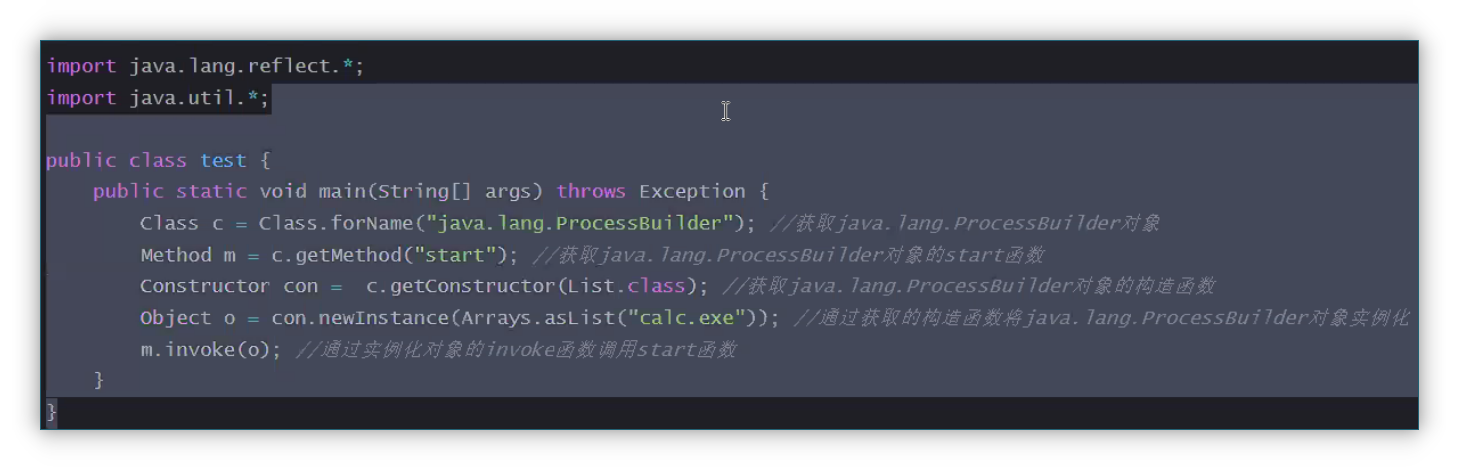 import java.lang.reflect.*;
import java.util.*;
public class test {
    public static void main(String[] args) throws Exception {
        Class c = Class.forName("java.lang.ProcessBuilder"); //获取java.lang.ProcessBuilder对象
        Method m = c.getMethod("start"); //获取java.lang.ProcessBuilder对象的start函数
        Constructor con =  c.getConstructor(List.class); //获取java.lang.ProcessBuilder对象的构造函数
        Object o = con.newInstance(Arrays.asList("calc.exe")); //通过获取的构造函数将java.lang.ProcessBuilder对象实例化
        m.invoke(o); //通过实例化对象的invoke函数调用start函数
    }
}